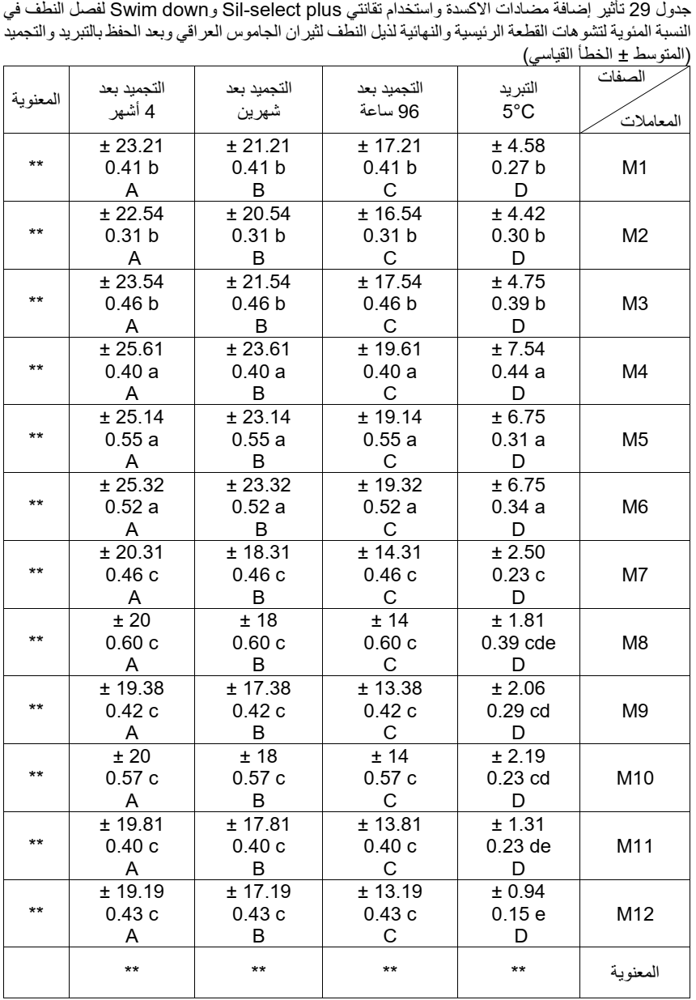 جدول 29 تأثير إضافة مضادات الاكسدة واستخدام تقانتي Sil-select plus وSwim down لفصل النطف في
النسبة المئوية لتشوهات القطعة الرئيسية والنهائية لذيل النطف لثيران الجاموس العراقي وبعد الحفظ بالتبريد والتجميد
(المتوسط ± الخطأ القياسي)
الصفات
المعاملات
التبريد
5°C
التجميد بعد
96 ساعة
التجميد بعد
شهرين
التجميد بعد
4 أشهر
المعنوية
M1
± 4.58
0.27 b
D
± 17.21
0.41 b
C
± 21.21
0.41 b
B
± 23.21
0.41 b
A
**
M2
± 4.42
0.30 b
D
± 16.54
0.31 b
C
± 20.54
0.31 b
B
± 22.54
0.31 b
A
**
M3
± 4.75
0.39 b
D
± 17.54
0.46 b
C
± 21.54
0.46 b
B
± 23.54
0.46 b
A
**
M4
± 7.54
0.44 a
D
± 19.61
0.40 a
C
± 23.61
0.40 a
B
± 25.61
0.40 a
A
**
M5
± 6.75
0.31 a
D
± 19.14
0.55 a
C
± 23.14
0.55 a
B
± 25.14
0.55 a
A
**
M6
± 6.75
0.34 a
D
± 19.32
0.52 a
C
± 23.32
0.52 a
B
± 25.32
0.52 a
A
**
M7
± 2.50
0.23 c
D
± 14.31
0.46 c
C
± 18.31
0.46 c
B
± 20.31
0.46 c
A
**
M8
± 1.81
0.39 cde
D
± 14
0.60 c
C
± 18
0.60 c
B
± 20
0.60 c
A
**
M9
± 2.06
0.29 cd
D
± 13.38
0.42 c
C
± 17.38
0.42 c
B
± 19.38
0.42 c
A
**
M10
± 2.19
0.23 cd
D
± 14
0.57 c
C
± 18
0.57 c
B
± 20
0.57 c
A
**
M11
± 1.31
0.23 de
D
± 13.81
0.40 c
C
± 17.81
0.40 c
B
± 19.81
0.40 c
A
**
M12
± 0.94
0.15 e
D
± 13.19
0.43 c
C
± 17.19
0.43 c
B
± 19.19
0.43 c
A
**
المعنوية
**
**
**
**